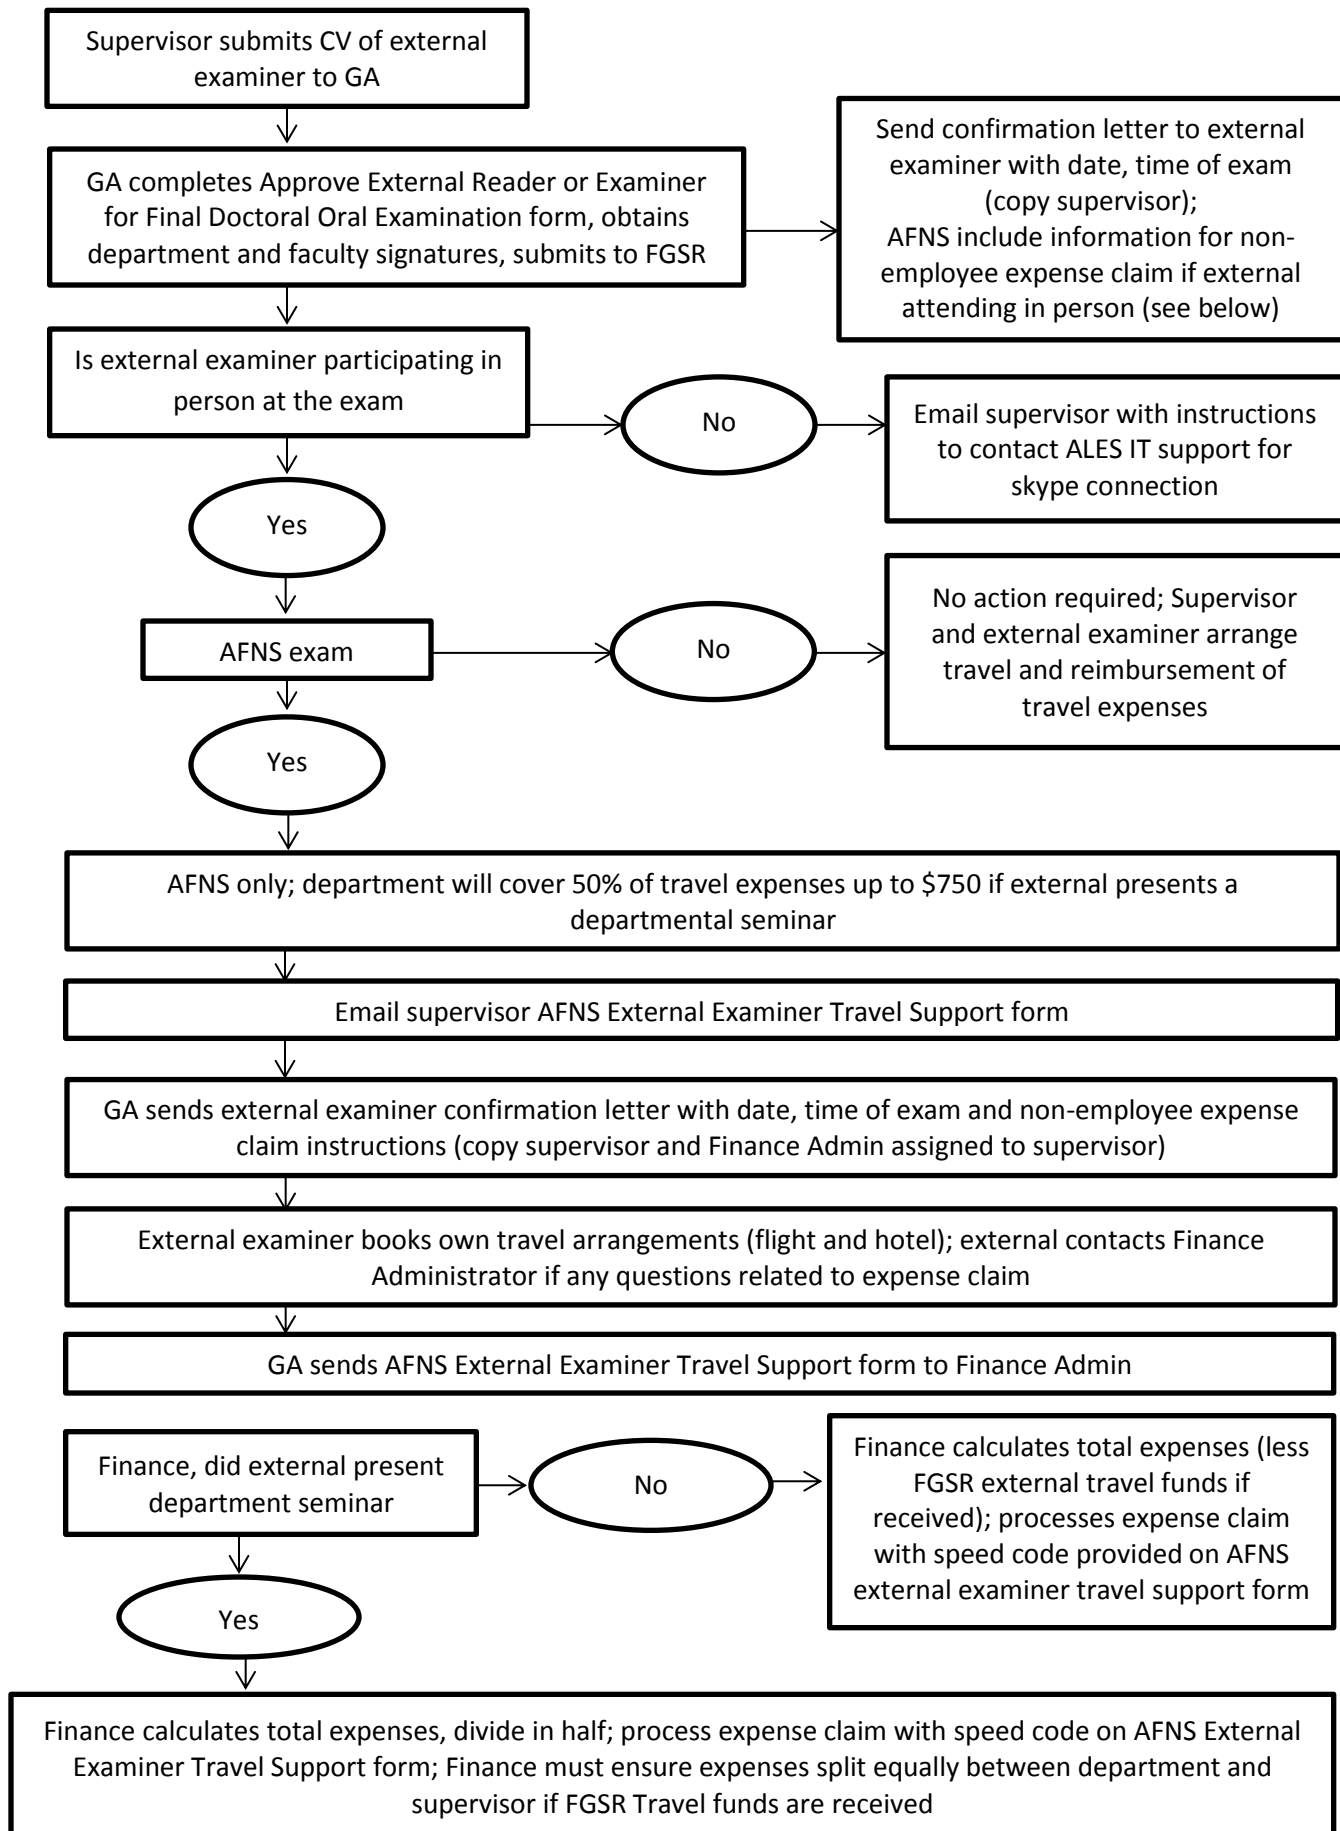 Supervisor submits CV of external
examiner to GA
GA completes Approve External Reader or Examiner
for Final Doctoral Oral Examination form, obtains
department and faculty signatures, submits to FGSR
Send confirmation letter to external
examiner with date, time of exam
(copy supervisor);
AFNS include information for non-
employee expense claim if external
attending in person (see below)
Is external examiner participating in
person at the exam
No
Email supervisor with instructions
to contact ALES IT support for
skype connection
Yes
AFNS exam
No
No action required; Supervisor
and external examiner arrange
travel and reimbursement of
travel expenses
Yes
AFNS only; department will cover 50% of travel expenses up to $750 if external presents a
departmental seminar
Email supervisor AFNS External Examiner Travel Support form
GA sends external examiner confirmation letter with date, time of exam and non-employee expense
claim instructions (copy supervisor and Finance Admin assigned to supervisor)
External examiner books own travel arrangements (flight and hotel); external contacts Finance
Administrator if any questions related to expense claim
GA sends AFNS External Examiner Travel Support form to Finance Admin
Finance, did external present
department seminar
No
Finance calculates total expenses (less
FGSR external travel funds if
received); processes expense claim
with speed code provided on AFNS
external examiner travel support form
Yes
Finance calculates total expenses, divide in half; process expense claim with speed code on AFNS External
Examiner Travel Support form; Finance must ensure expenses split equally between department and
supervisor if FGSR Travel funds are received